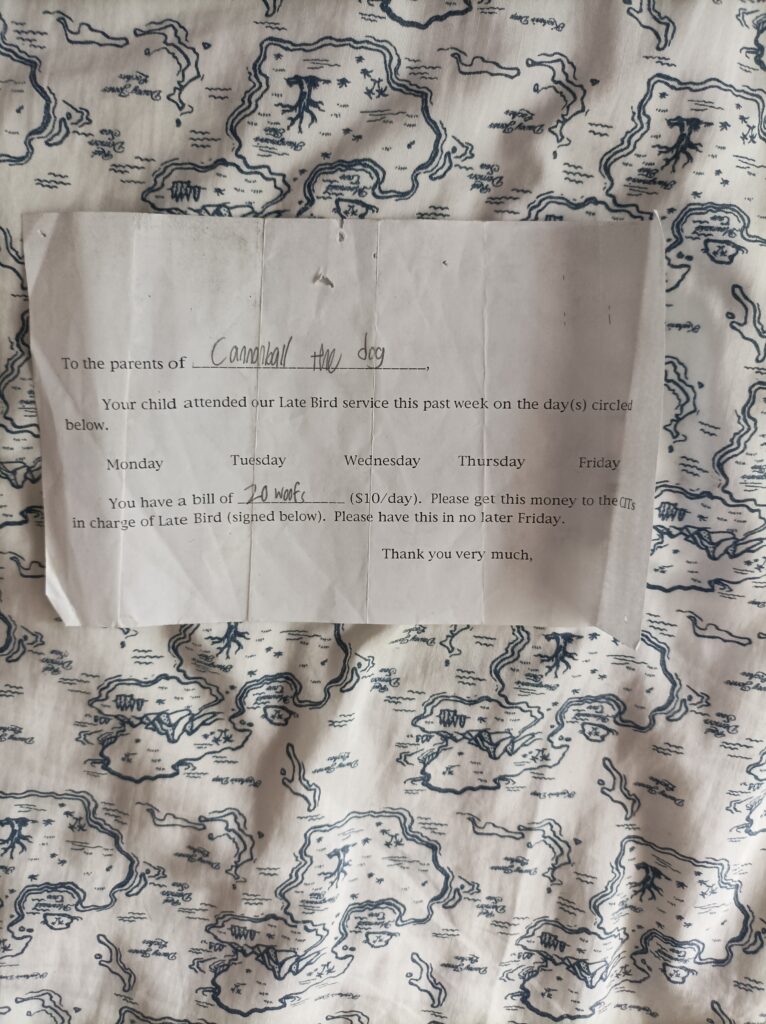 To the parents of Cannonball the dog,
Your child attended our Late Bird service this past week on the day(s) circled
below.
Monday Tuesday Wednesday Thursday Friday
You have a bill of 20 woofs ($10/day). Please get this money to the CITs
in charge of Late Bird (signed below). Please have this in no later Friday.
Thank you very much,